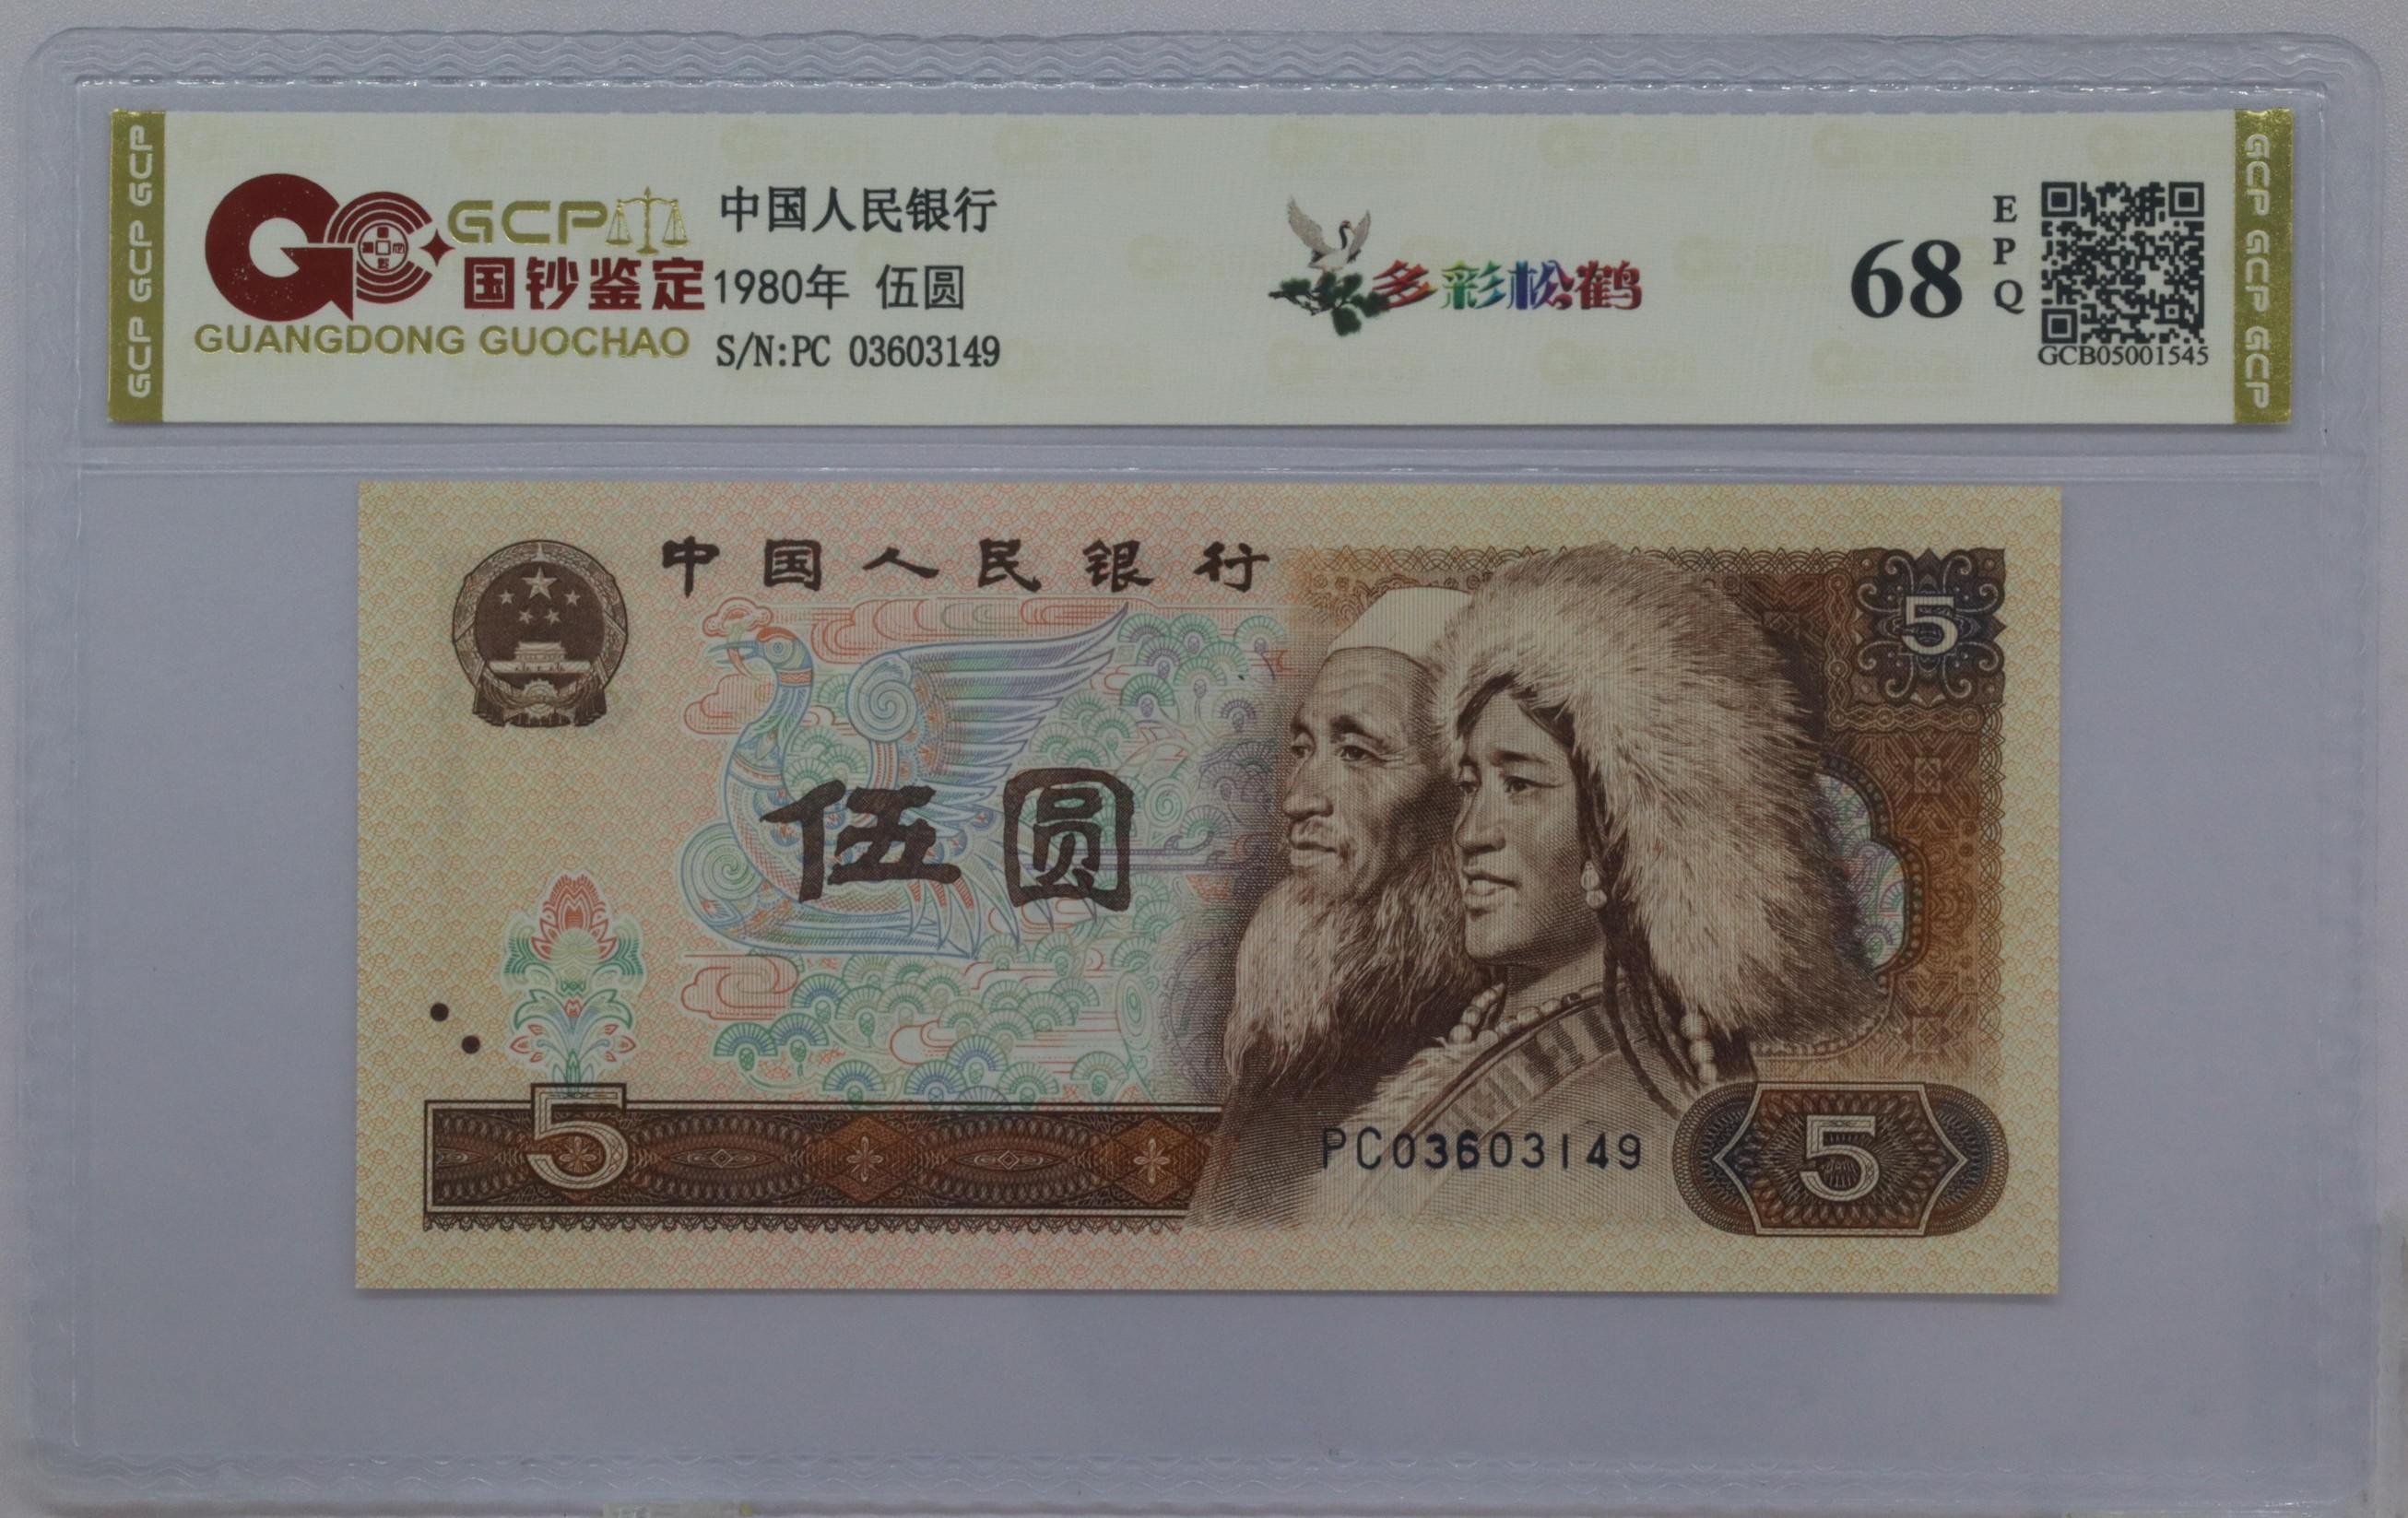 GCP GCP GCP
GCP
国钞鉴定
GUANGDONG GUOCHAO
中国人民银行
1980年 伍圆
S/N:PC 03603149
多彩松鹤
68
EPQ
GCB05001545
GCP GCP GCP
中国人民银行
5
伍圆
5
PC03603149
5